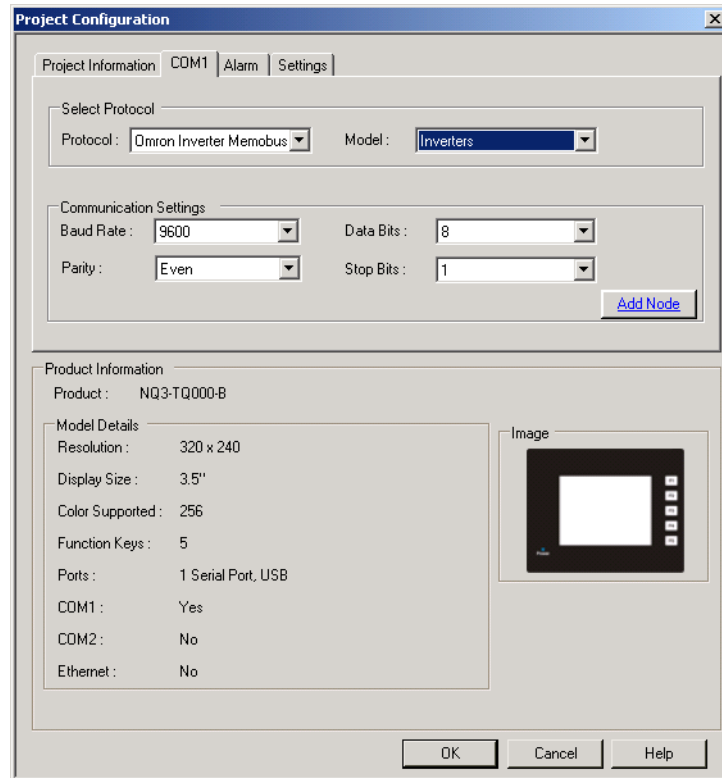 Project Configuration
Project Information COM1 Alarm Settings
Select Protocol
Protocol : Omron Inverter Memobus Model : Inverters
Communication Settings
Baud Rate : 9600 Data Bits : 8
Parity : Even Stop Bits : 1
Add Node
Product Information
Product : NQ3-TQ000-B
Model Details
Resolution : 320 x 240
Display Size : 3.5"
Color Supported : 256
Function Keys : 5
Ports : 1 Serial Port, USB
COM1 : Yes
COM2 : No
Ethernet : No
Image
OK Cancel Help